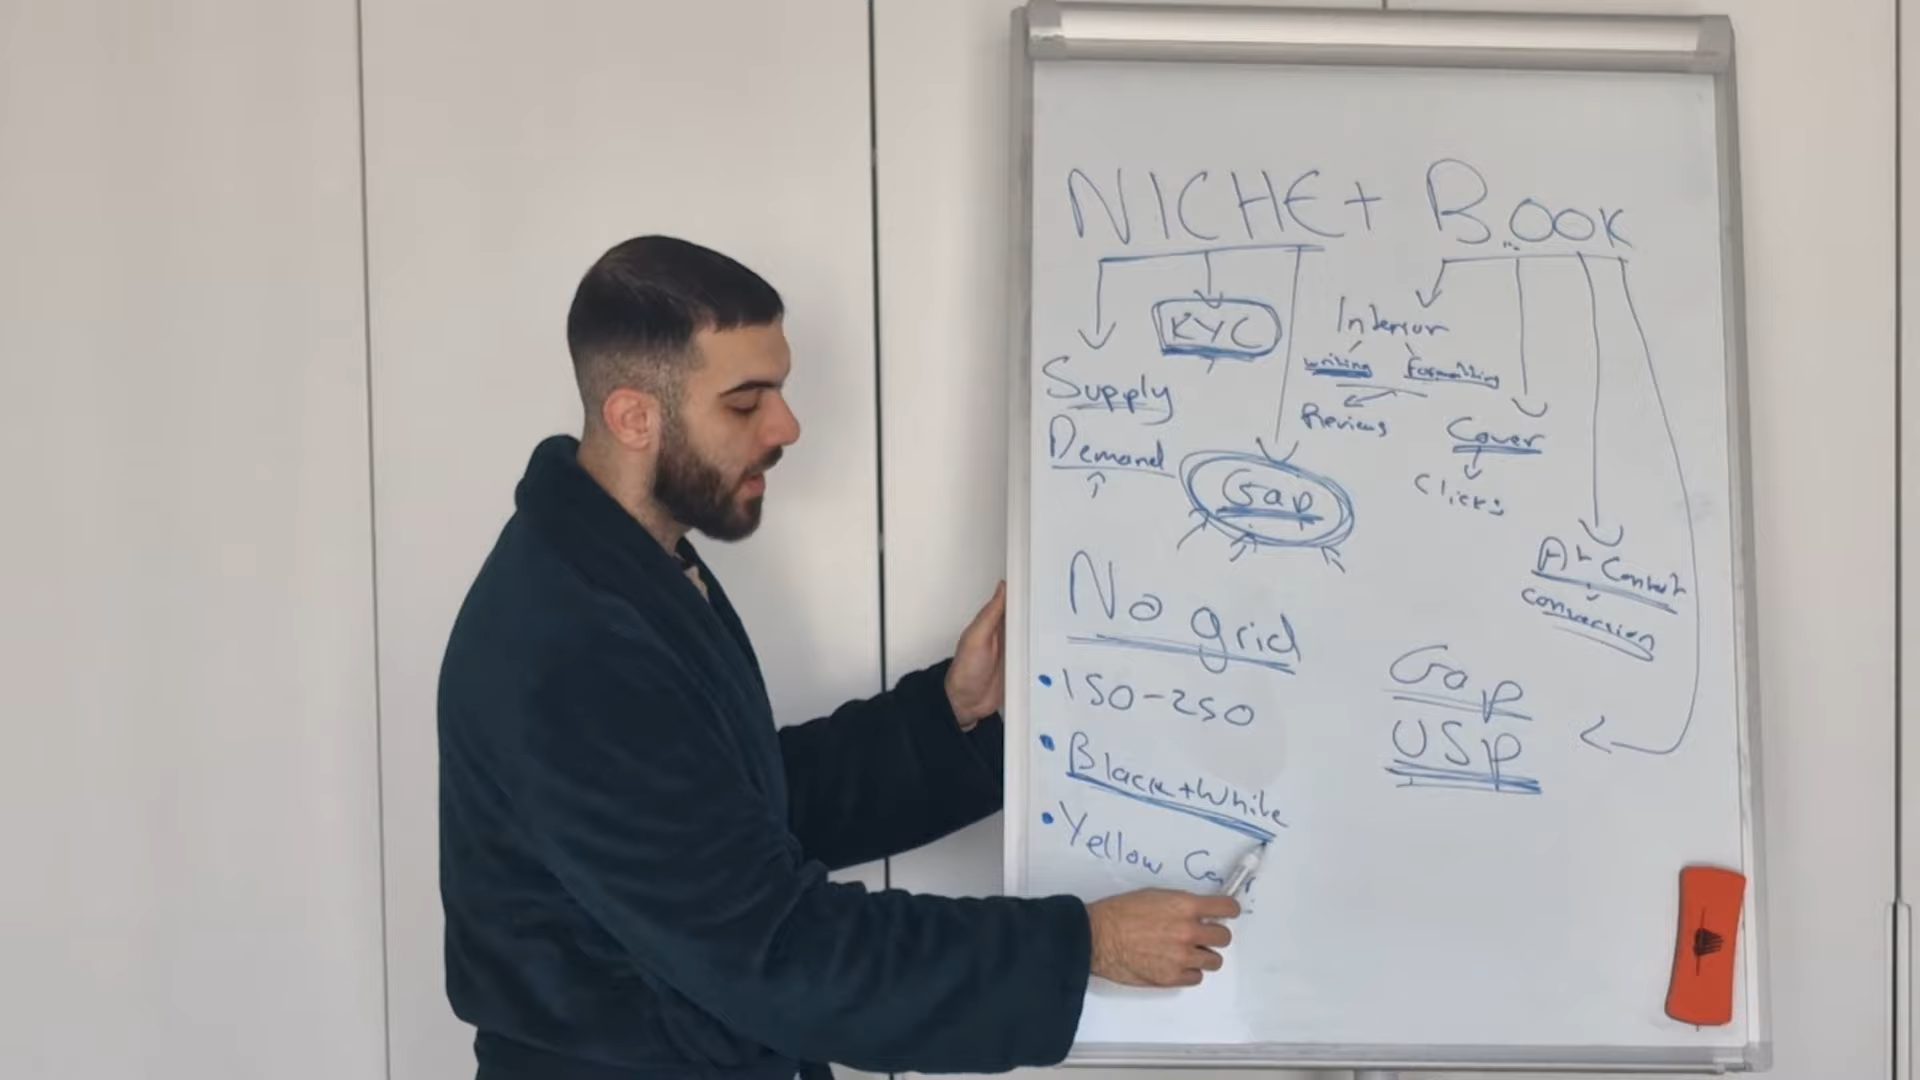 NICHE + BOOK
KYC
Supply
Demand
Gap
Interior
writing
Formatting
Reviews
Cover
Clicks
A+ Content
conversion
No grid
• 150-250
• Black + White
• Yellow
Gap
USP